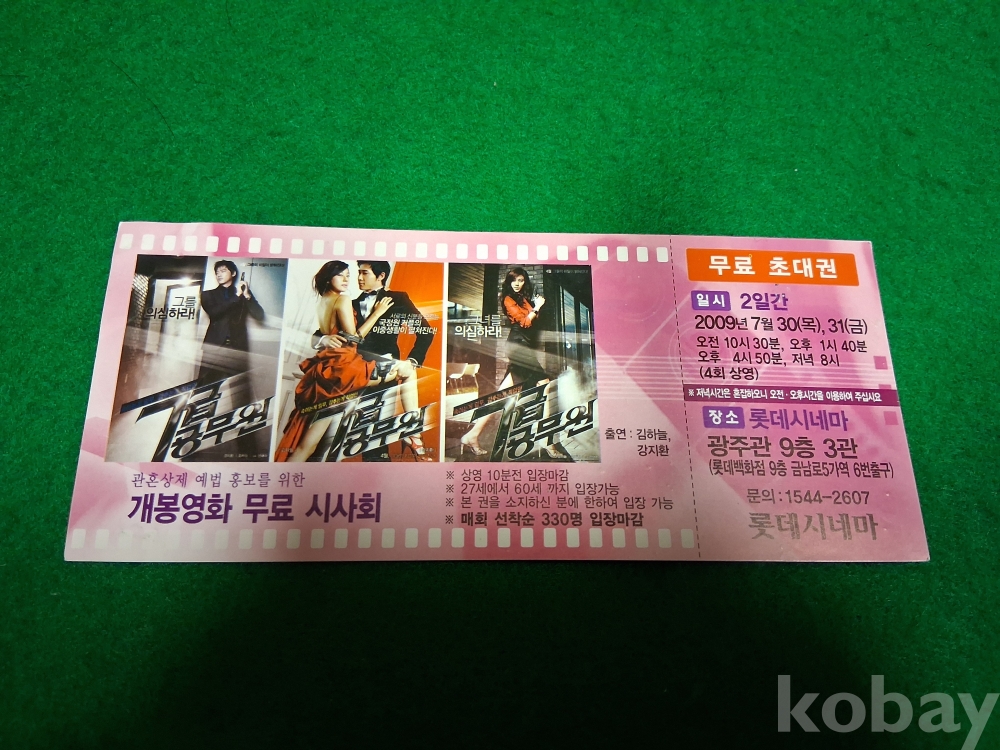 그를
의심하라!
7급
공무원
서로의 신분을
국정원 커플의
이중생활이 펼쳐진다!
7급
공무원
그녀를
의심하라!
7급
공무원
출연 : 김하늘,
강지환
관혼상제 예법 홍보를 위한
개봉영화 무료 시사회
※ 상영 10분전 입장마감
※ 27세에서 60세 까지 입장가능
※ 본 권을 소지하신 분에 한하여 입장 가능
※ 매회 선착순 330명 입장마감
무료 초대권
일시 2일간
2009년 7월 30(목), 31(금)
오전 10시 30분, 오후 1시 40분
오후 4시 50분, 저녁 8시
(4회 상영)
※ 저녁시간은 혼잡하오니 오전·오후시간을 이용하여 주십시요
장소 롯데시네마
광주관 9층 3관
(롯데백화점 9층 금남로5가역 6번출구)
문의 : 1544-2607
롯데시네마
kobay